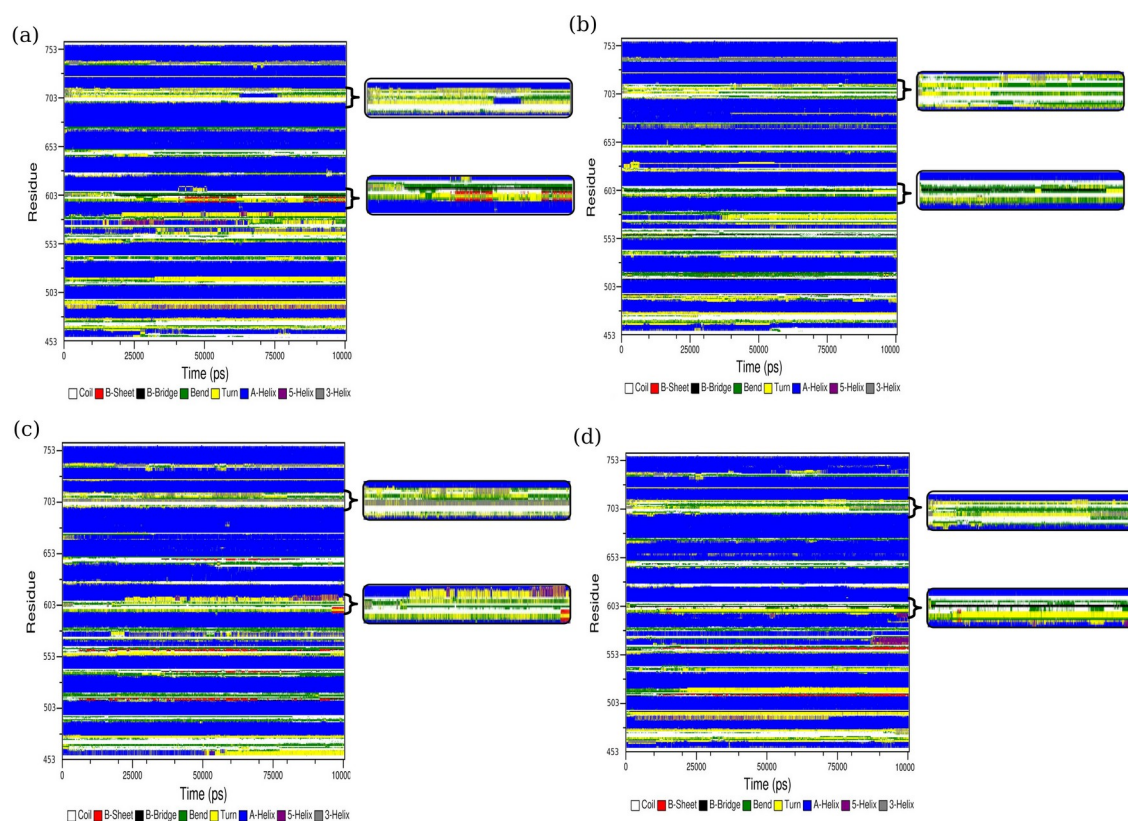 (a)
753
703
653
603
553
503
453
Residue
0 25000 50000 75000 10000
Time (ps)
Coil B-Sheet B-Bridge Bend Turn A-Helix 5-Helix 3-Helix
(b)
753
703
653
603
553
503
453
Residue
0 25000 50000 75000 10000
Time (ps)
Coil B-Sheet B-Bridge Bend Turn A-Helix 5-Helix 3-Helix
(c)
753
703
653
603
553
503
453
Residue
0 25000 50000 75000 10000
Time (ps)
Coil B-Sheet B-Bridge Bend Turn A-Helix 5-Helix 3-Helix
(d)
753
703
653
603
553
503
453
Residue
0 25000 50000 75000 10000
Time (ps)
Coil B-Sheet B-Bridge Bend Turn A-Helix 5-Helix 3-Helix